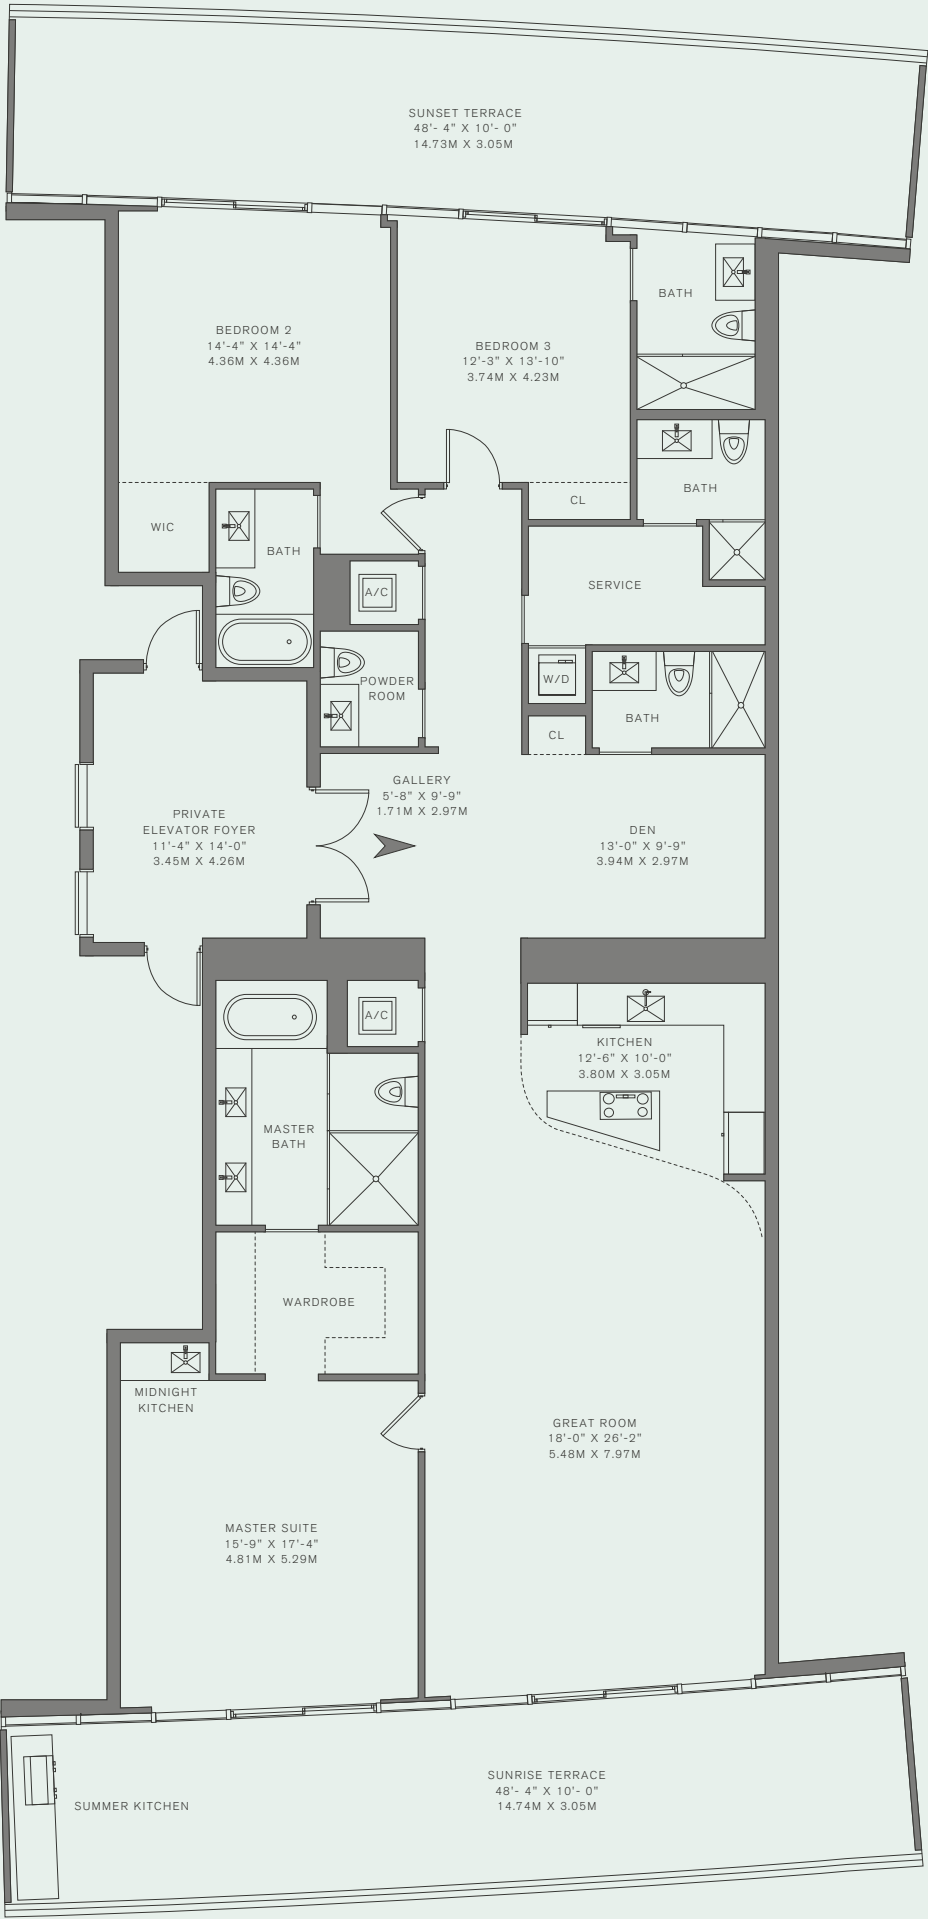 SUNSET TERRACE
48'- 4" X 10'- 0"
14.73M X 3.05M
BATH
BEDROOM 2
14'-4" X 14'-4"
4.36M X 4.36M
BEDROOM 3
12'-3" X 13'-10"
3.74M X 4.23M
BATH
CL
WIC
BATH
SERVICE
A/C
POWDER
ROOM
W/D
BATH
CL
GALLERY
5'-8" X 9'-9"
1.71M X 2.97M
PRIVATE
ELEVATOR FOYER
11'-4" X 14'-0"
3.45M X 4.26M
DEN
13'-0" X 9'-9"
3.94M X 2.97M
A/C
KITCHEN
12'-6" X 10'-0"
3.80M X 3.05M
MASTER
BATH
WARDROBE
MIDNIGHT
KITCHEN
GREAT ROOM
18'-0" X 26'-2"
5.48M X 7.97M
MASTER SUITE
15'-9" X 17'-4"
4.81M X 5.29M
SUNRISE TERRACE
48'- 4" X 10'- 0"
14.74M X 3.05M
SUMMER KITCHEN